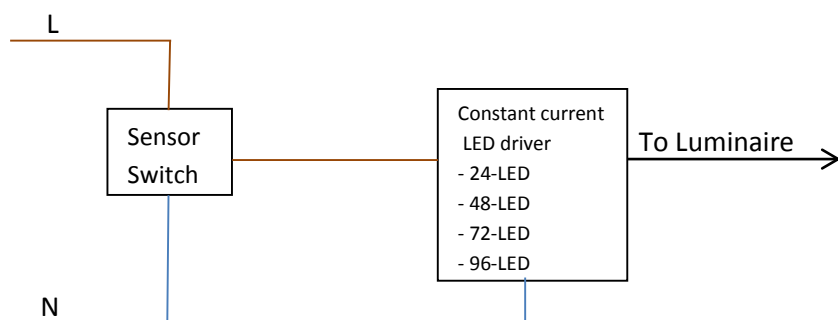 L
Sensor
Switch
Constant current
LED driver
- 24-LED
- 48-LED
- 72-LED
- 96-LED
To Luminaire
N